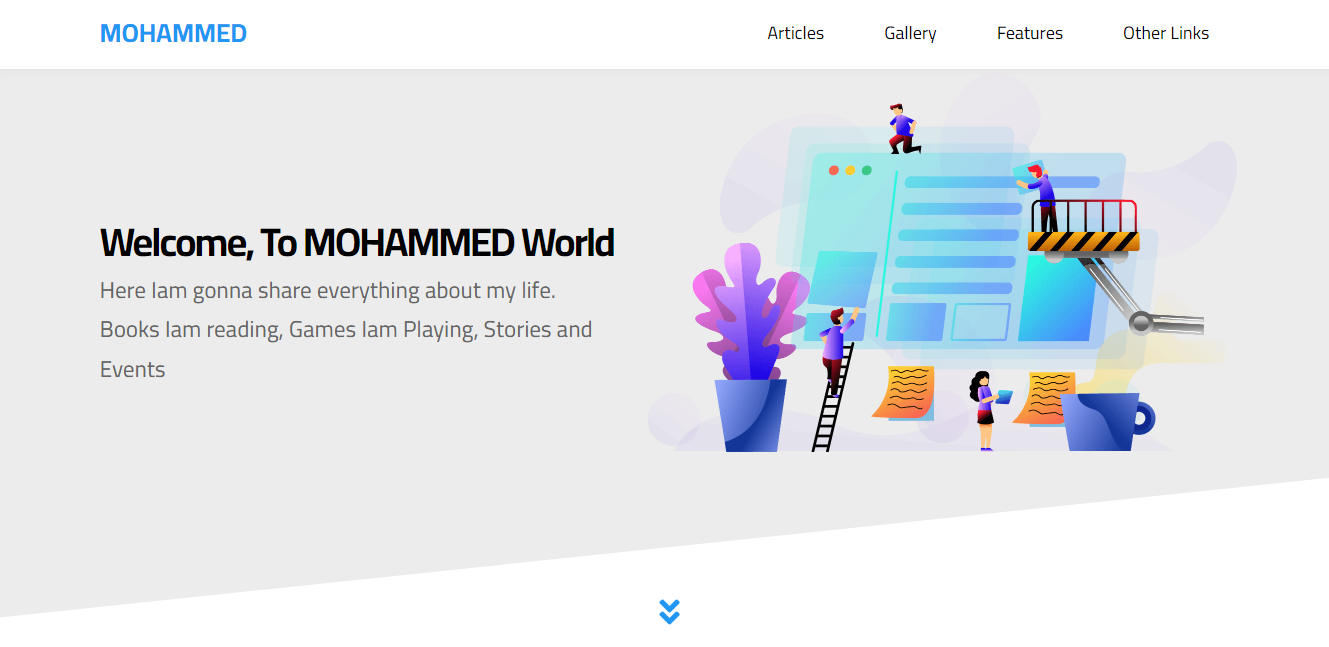 MOHAMMED
Articles
Gallery
Features
Other Links
Welcome, To MOHAMMED World
Here Iam gonna share everything about my life.
Books Iam reading, Games Iam Playing, Stories and
Events